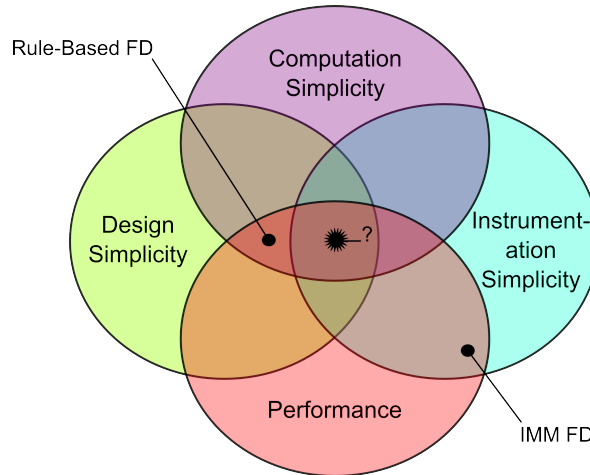 Rule-Based FD
Computation
Simplicity
Design
Simplicity
?
Instrument-
ation
Simplicity
Performance
IMM FD